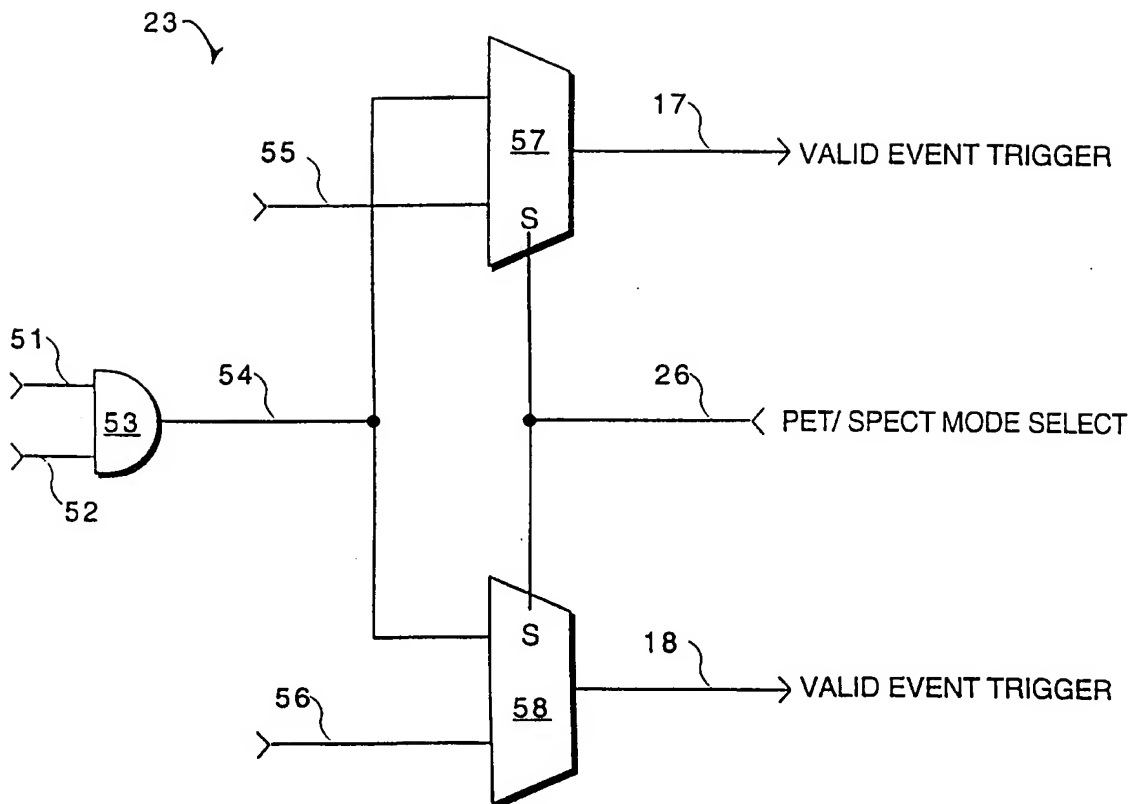 23
17
57
VALID EVENT TRIGGER
55
S
51
54
26
53
PET/ SPECT MODE SELECT
52
S
18
58
VALID EVENT TRIGGER
56